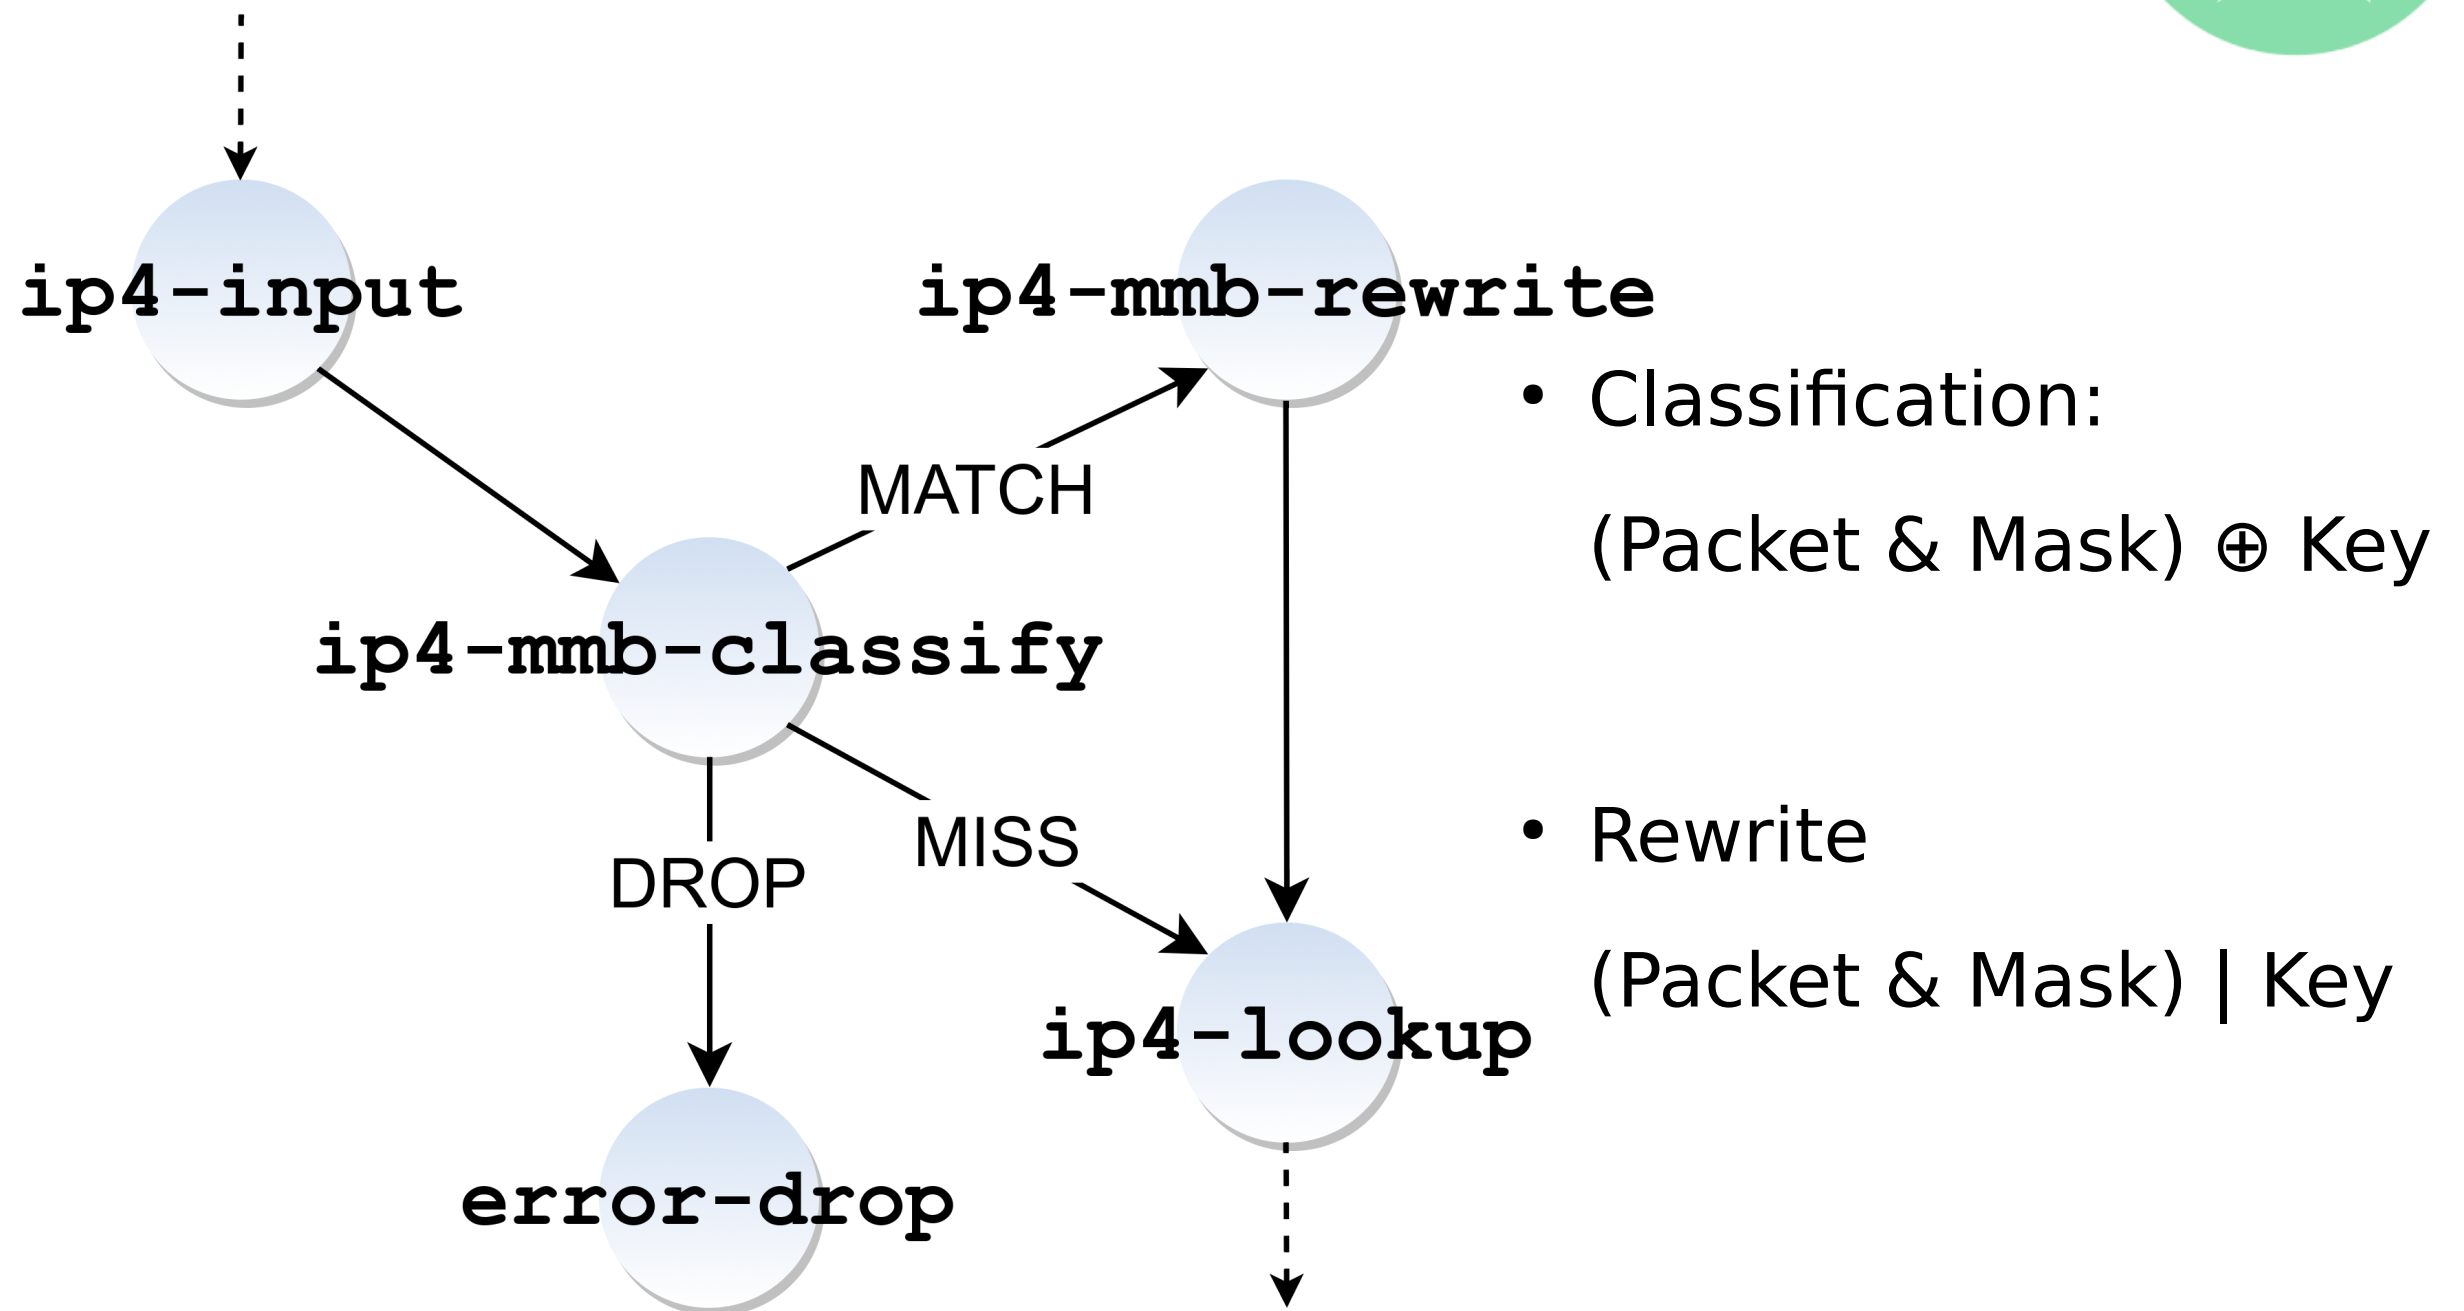 ip4-input
ip4-mmb-rewrite
MATCH
ip4-mmb-classify
MISS
DROP
ip4-lookup
error-drop
• Classification:
(Packet & Mask) ⊕ Key
• Rewrite
(Packet & Mask) | Key